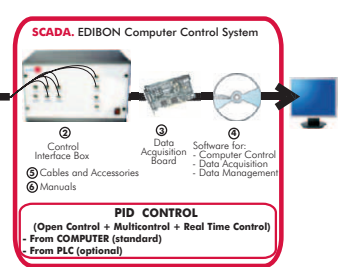 SCADA. EDIBON Computer Control System
2
Control
Interface Box
3
Data
Acquisition
Board
4
Software for:
- Computer Control
- Data Acquisition
- Data Management
5 Cables and Accessories
6 Manuals
PID CONTROL
(Open Control + Multicontrol + Real Time Control)
- From COMPUTER (standard)
- From PLC (optional)